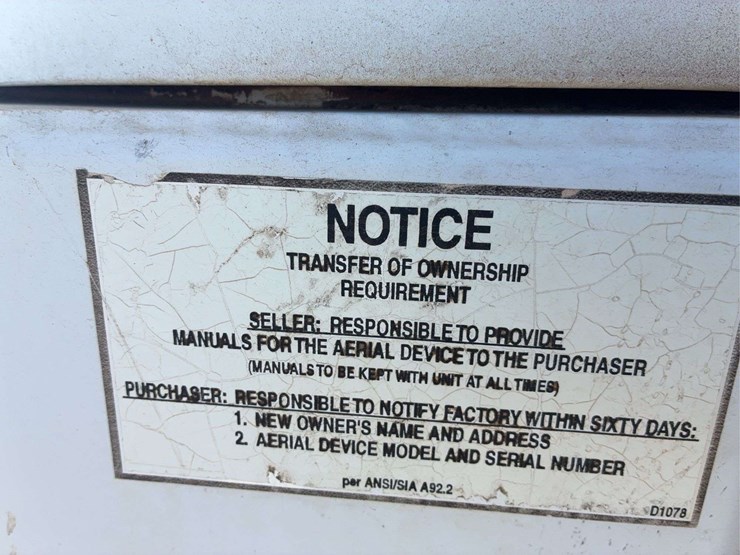 NOTICE
TRANSFER OF OWNERSHIP
REQUIREMENT
SELLER: RESPONSIBLE TO PROVIDE
MANUALS FOR THE AERIAL DEVICE TO THE PURCHASER
(MANUALS TO BE KEPT WITH UNIT AT ALL TIMES)
PURCHASER: RESPONSIBLE TO NOTIFY FACTORY WITHIN SIXTY DAYS:
1. NEW OWNER'S NAME AND ADDRESS
2. AERIAL DEVICE MODEL AND SERIAL NUMBER
per ANSI/SIA A92.2
D1078